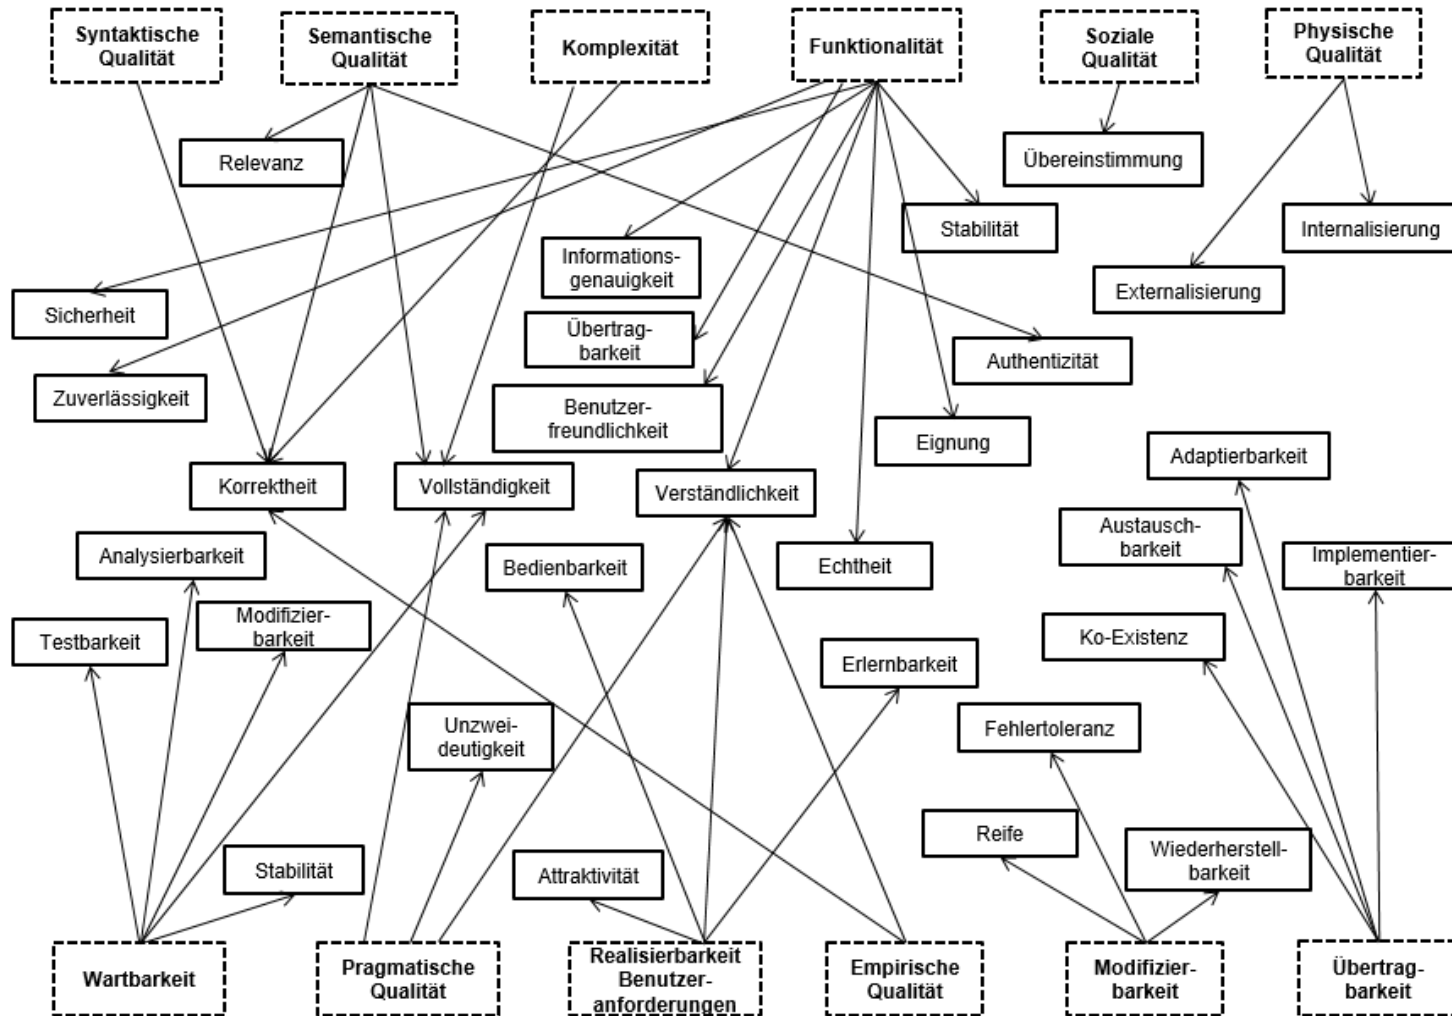 Syntaktische
Qualität
Semantische
Qualität
Komplexität
Funktionalität
Soziale
Qualität
Physische
Qualität
Relevanz
Übereinstimmung
Stabilität
Internalisierung
Informations-
genauigkeit
Externalisierung
Sicherheit
Übertrag-
barkeit
Authentizität
Zuverlässigkeit
Benutzer-
freundlichkeit
Eignung
Adaptierbarkeit
Korrektheit
Vollständigkeit
Verständlichkeit
Austausch-
barkeit
Analysierbarkeit
Bedienbarkeit
Echtheit
Implementier-
barkeit
Testbarkeit
Modifizier-
barkeit
Ko-Existenz
Erlernbarkeit
Unzwei-
deutigkeit
Fehlertoleranz
Reife
Wiederherstell-
barkeit
Stabilität
Attraktivität
Wartbarkeit
Pragmatische
Qualität
Realisierbarkeit
Benutzer-
anforderungen
Empirische
Qualität
Modifizier-
barkeit
Übertrag-
barkeit